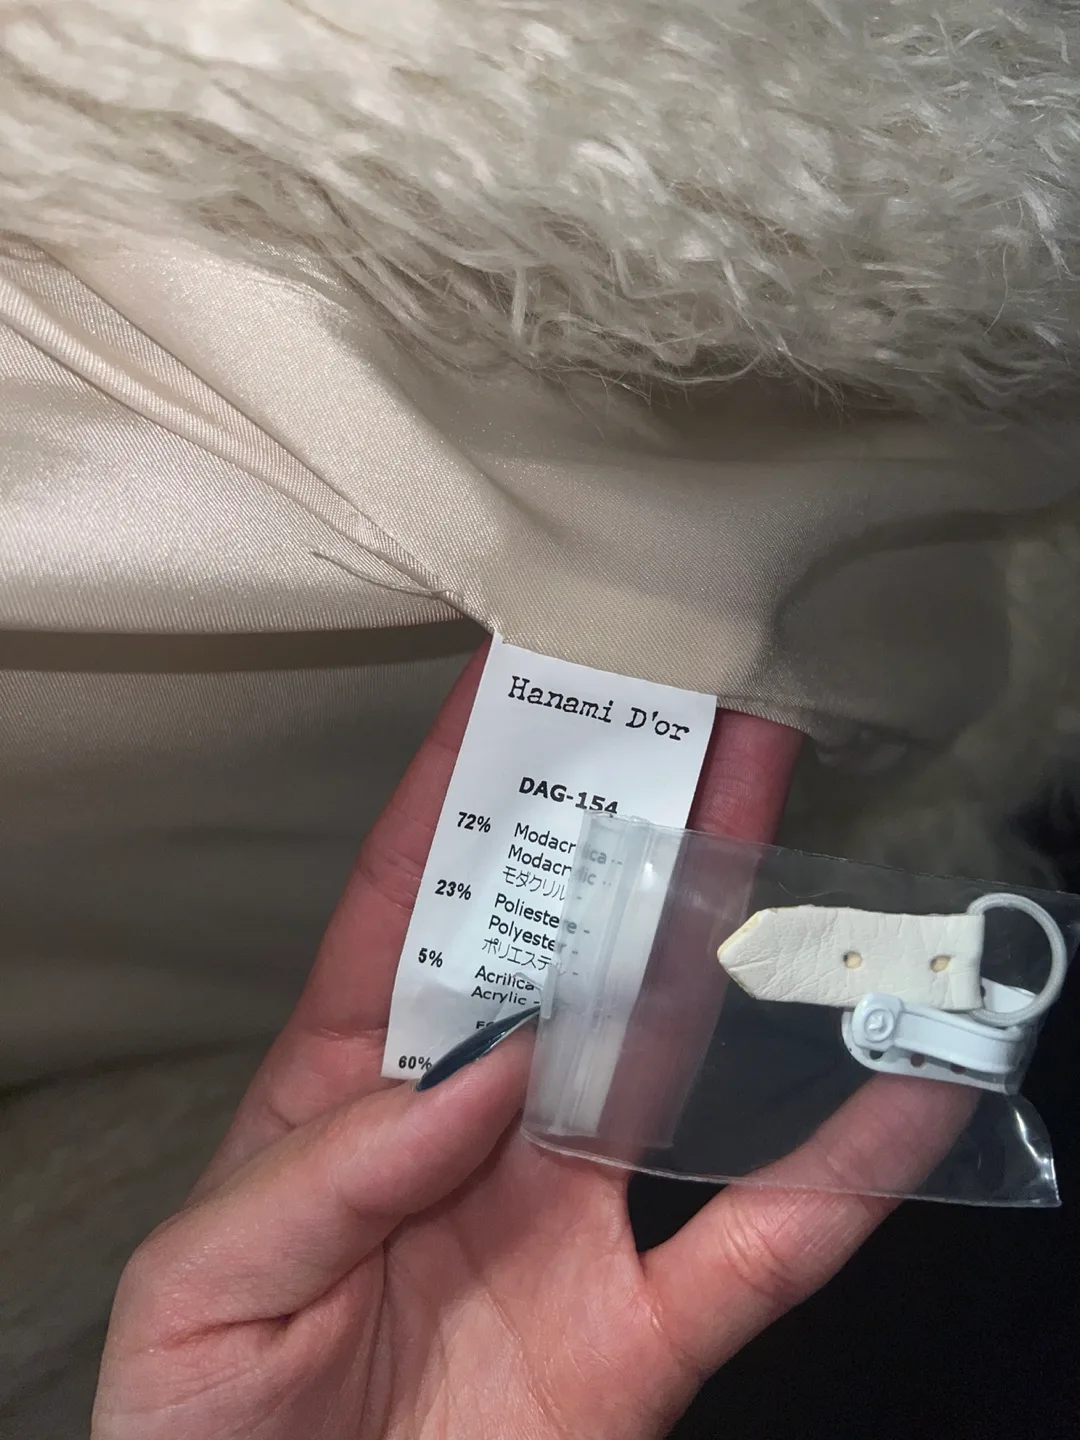 Hanami D'or
DAG-154
72% Modacrilica --
Modacrylic --
モダクリル -
23% Poliestere -
Polyester -
ポリエステル
5% Acrilica
Acrylic -
60%